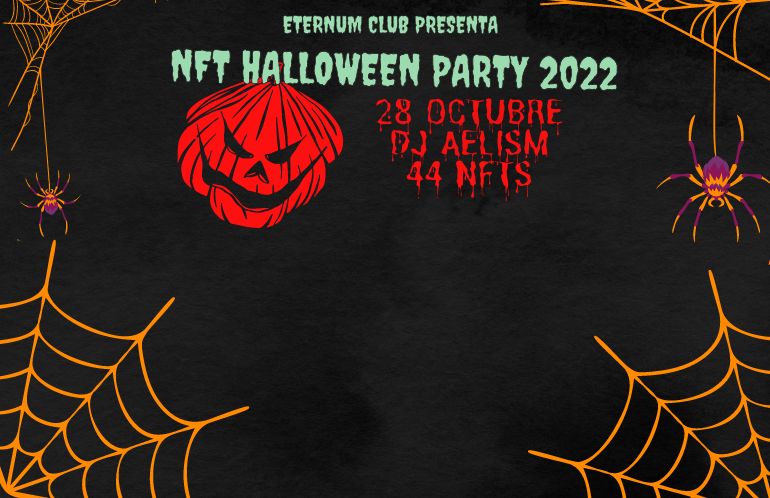 ETERNUM CLUB PRESENTA
NFT HALLOWEEN PARTY 2022
28 OCTUBRE
DJ AELISM
44 NFTS